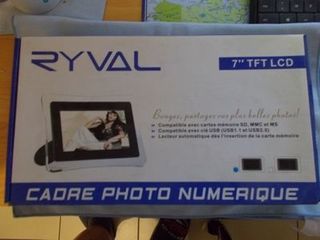 RYVAL
7" TFT LCD
Bougez, partagez vos plus belles photos!
• Compatible avec cartes mémoire SD, MMC et MS
• Compatible avec clé USB (USB1.1 et USB2.0)
• Lecteur automatique dès l'insertion de la carte mémoire
CADRE PHOTO NUMERIQUE